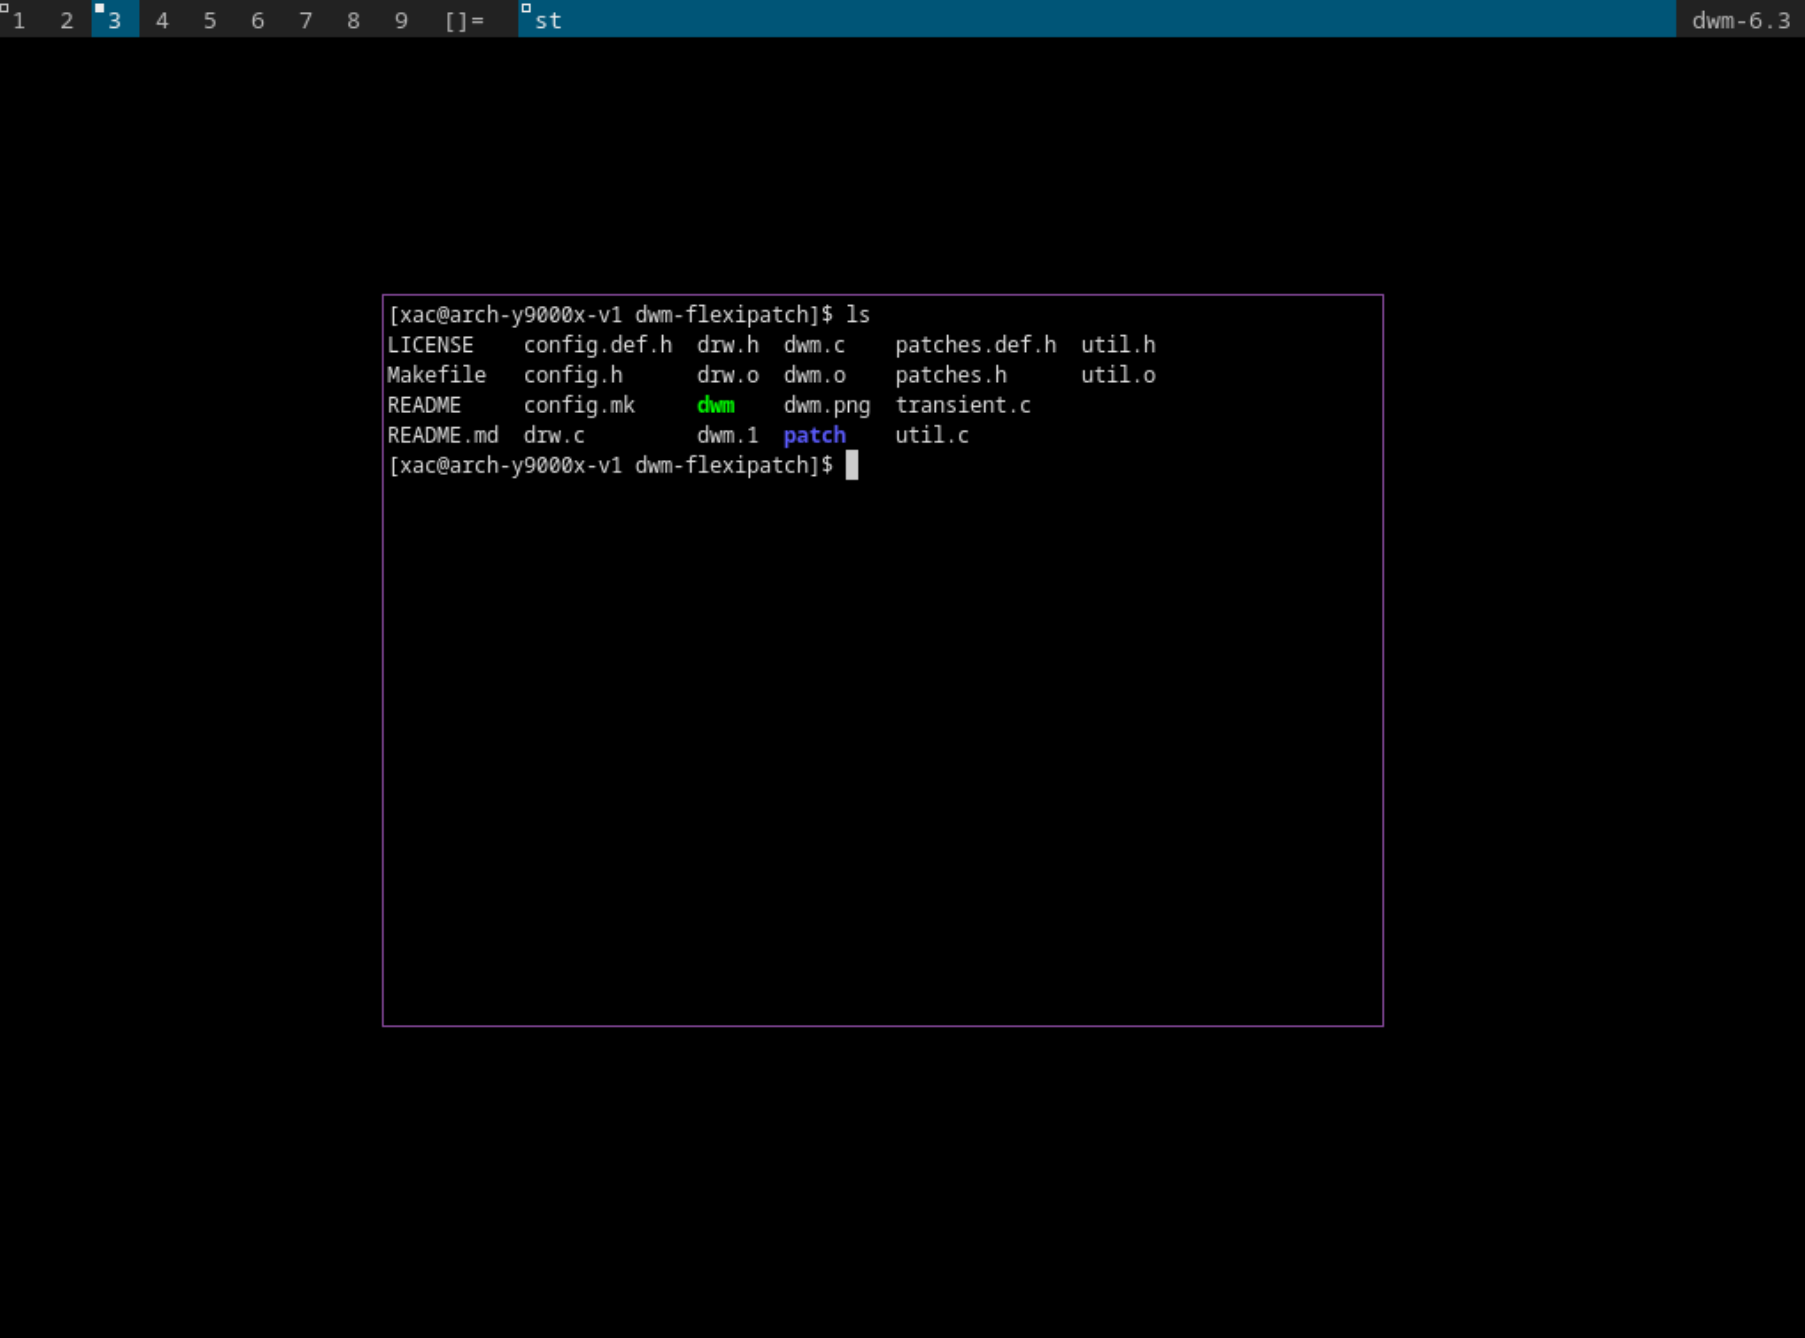 1 2 3 4 5 6 7 8 9 []= st dwm-6.3
[xac@arch-y9000x-v1 dwm-flexipatch]$ ls
LICENSE config.def.h drw.h dwm.c patches.def.h util.h
Makefile config.h drw.o dwm.o patches.h util.o
README config.mk dwm dwm.png transient.c
README.md drw.c dwm.1 patch util.c
[xac@arch-y9000x-v1 dwm-flexipatch]$